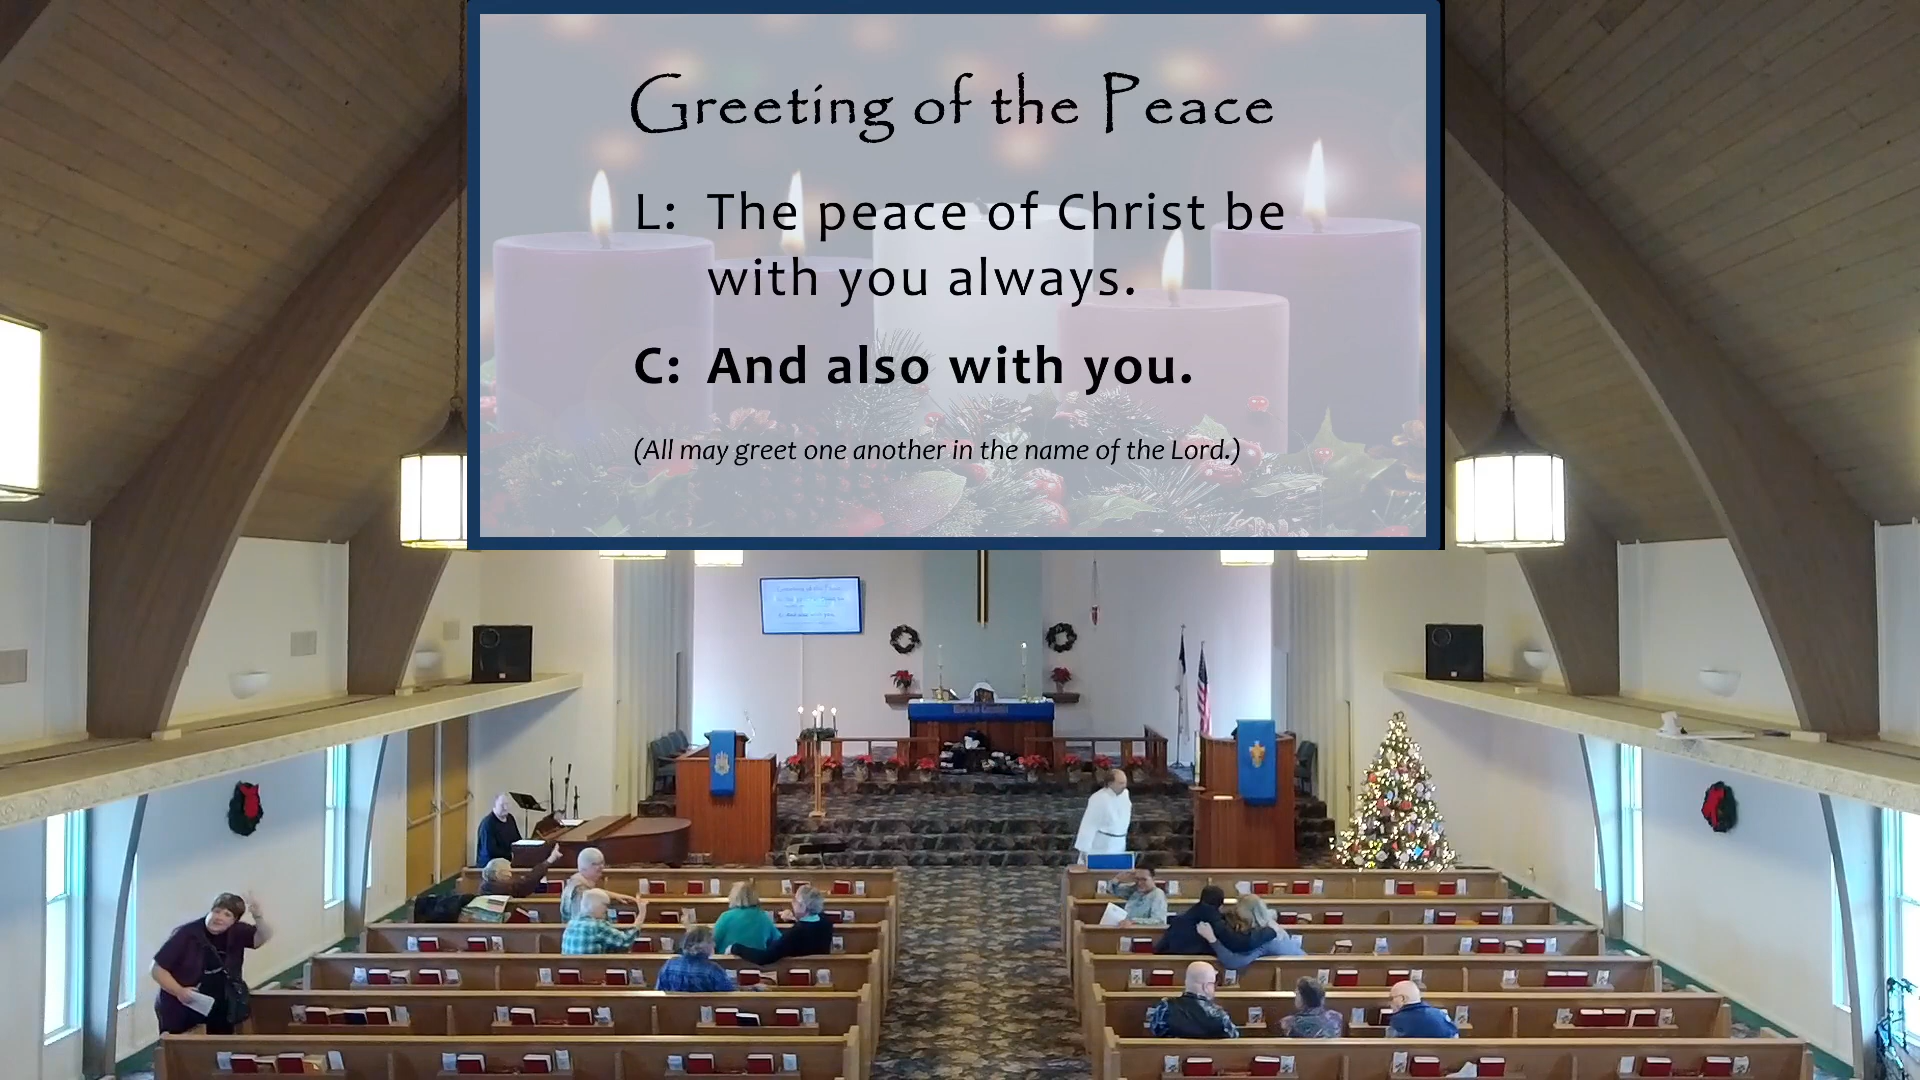 Greeting of the Peace
L: The peace of Christ be
with you always.
C: And also with you.
(All may greet one another in the name of the Lord.)